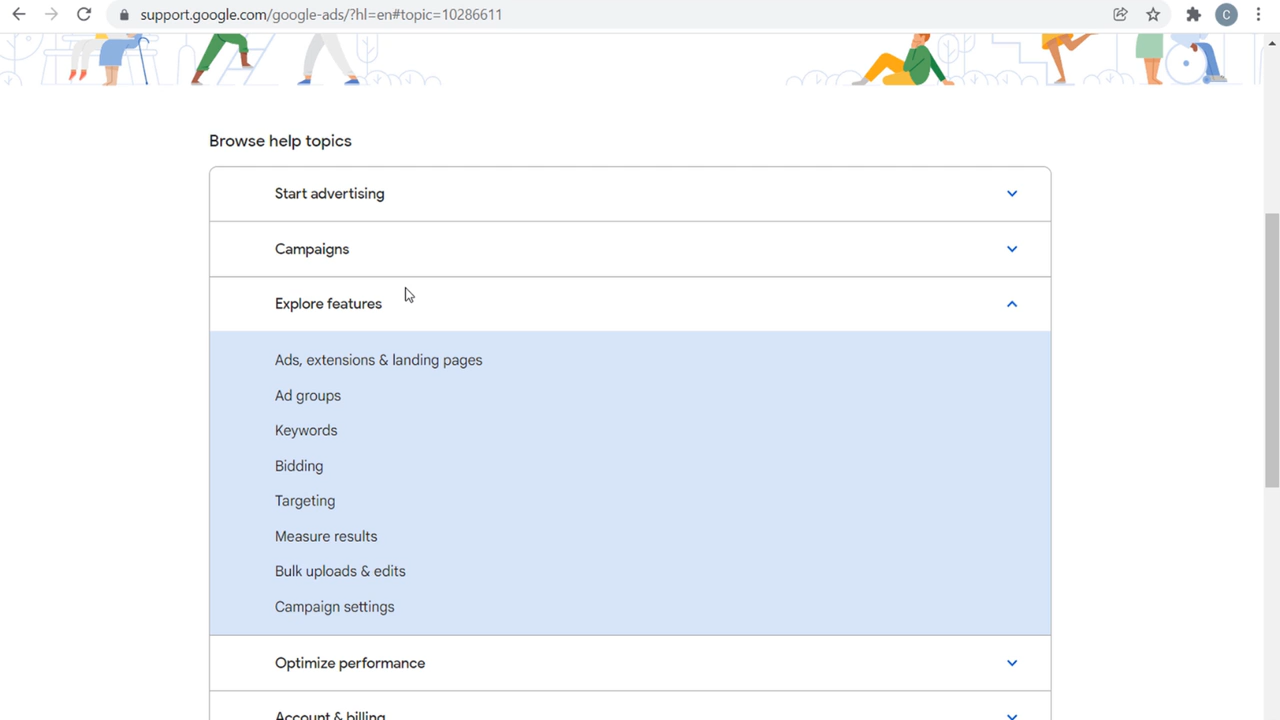 support.google.com/google-ads/?hl=en#topic=10286611
C
Browse help topics
Start advertising
Campaigns
Explore features
Ads, extensions & landing pages
Ad groups
Keywords
Bidding
Targeting
Measure results
Bulk uploads & edits
Campaign settings
Optimize performance
Account & billing